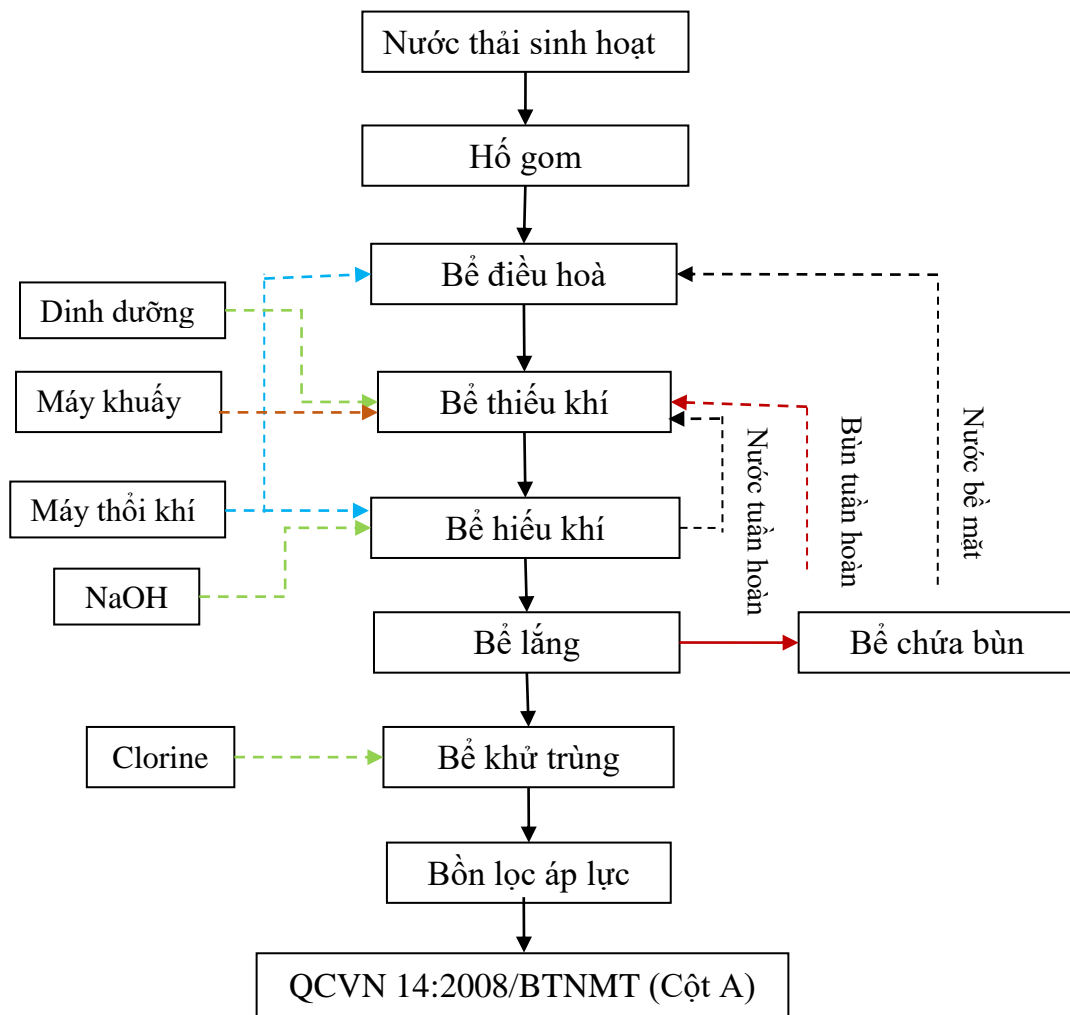 Nước thải sinh hoạt
Hố gom
Bể điều hoà
Dinh dưỡng
Máy khuấy
Bể thiếu khí
Nước tuần hoàn
Bùn tuần hoàn
Nước bề mặt
Máy thổi khí
Bể hiếu khí
NaOH
Bể lắng
Bể chứa bùn
Clorine
Bể khử trùng
Bồn lọc áp lực
QCVN 14:2008/BTNMT (Cột A)